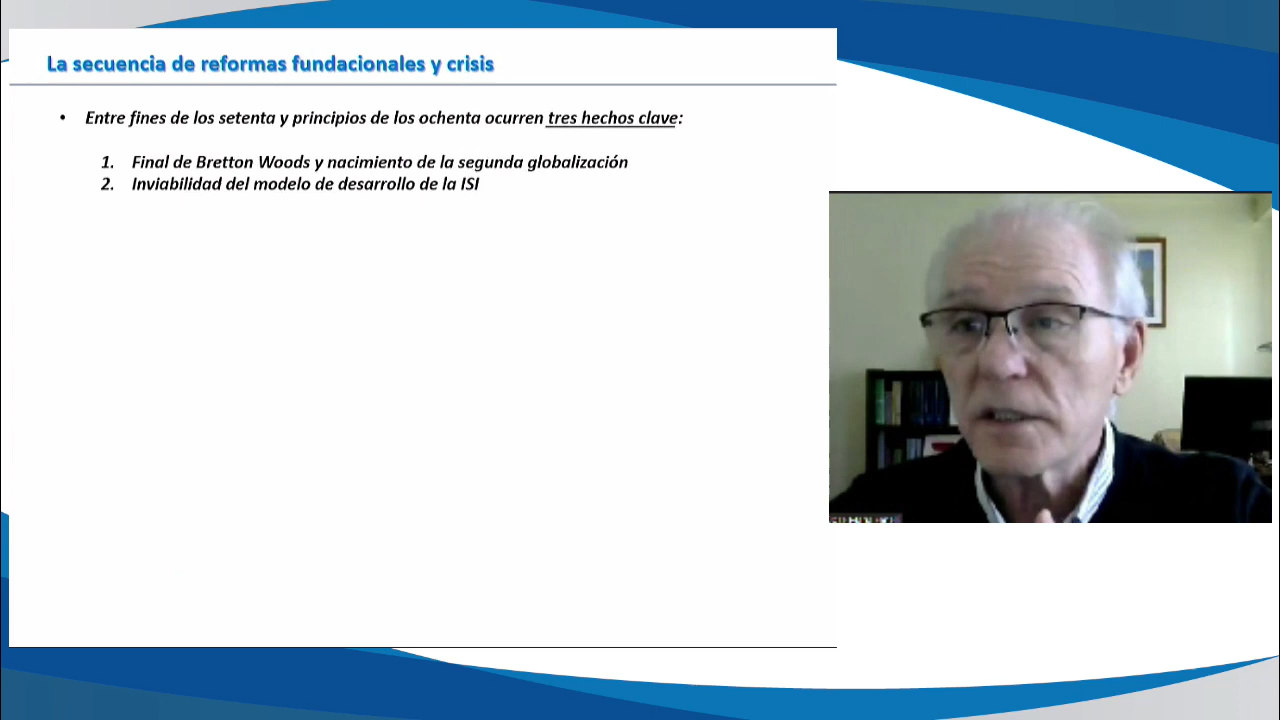 La secuencia de reformas fundacionales y crisis
• Entre fines de los setenta y principios de los ochenta ocurren tres hechos clave:
1. Final de Bretton Woods y nacimiento de la segunda globalización
2. Inviabilidad del modelo de desarrollo de la ISI